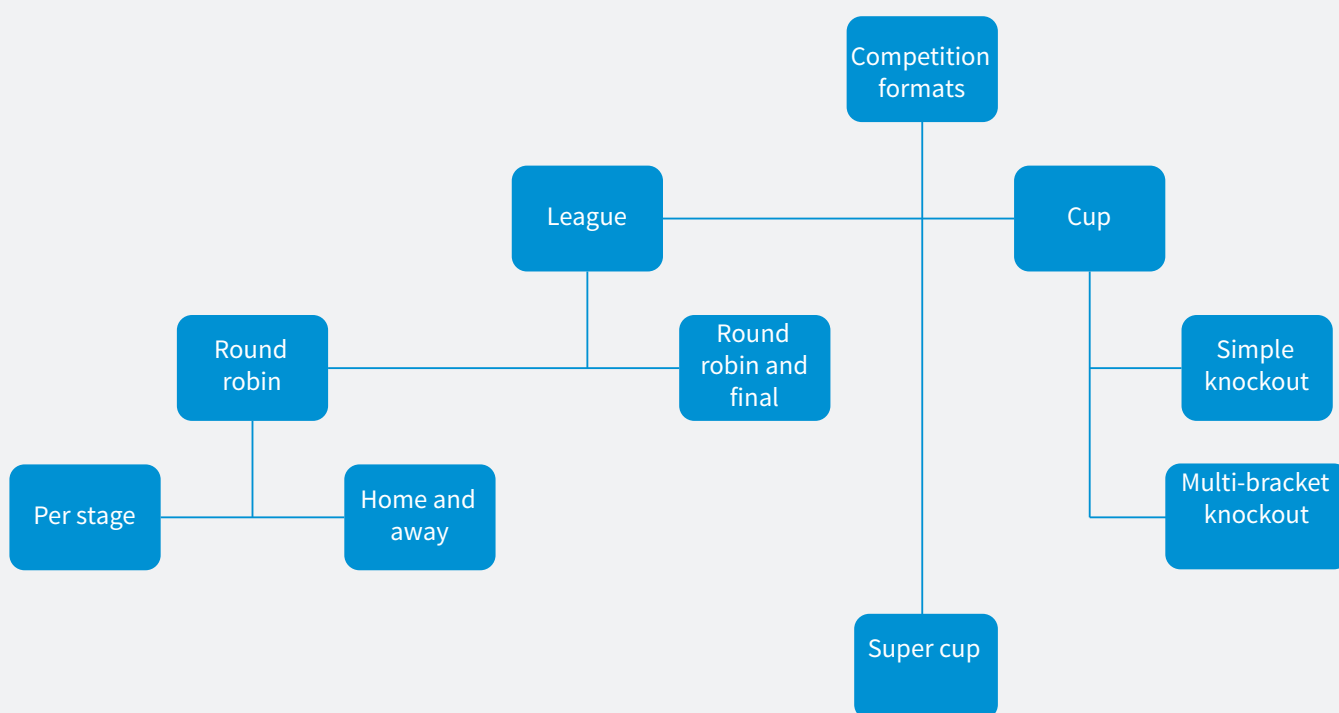 Competition
formats
League
Cup
Round
robin
Round
robin and
final
Simple
knockout
Per stage
Home and
away
Multi-bracket
knockout
Super cup